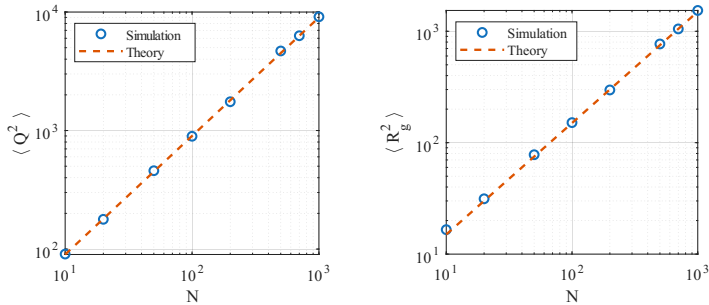 10^4
Simulation
Theory
10^3
⟨ Q^2 ⟩
10^2
10^1
10^2
10^3
N
10^3
Simulation
Theory
⟨ R_g^2 ⟩
10^2
10^1
10^1
10^2
10^3
N